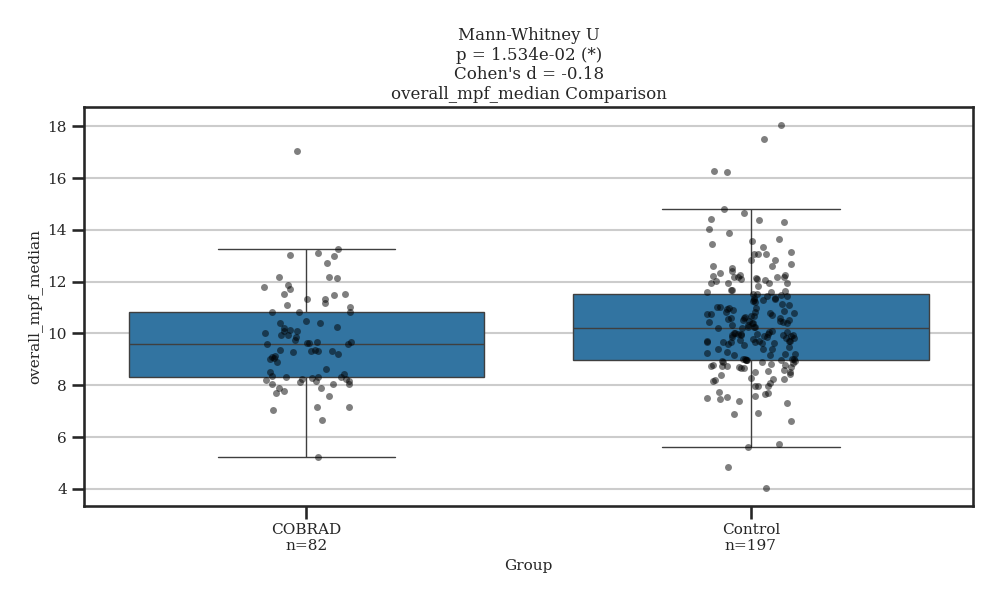 Mann-Whitney U
p = 1.534e-02 (*)
Cohen's d = -0.18
overall_mpf_median Comparison
overall_mpf_median
18
16
14
12
10
8
6
4
COBRAD
n=82
Control
n=197
Group